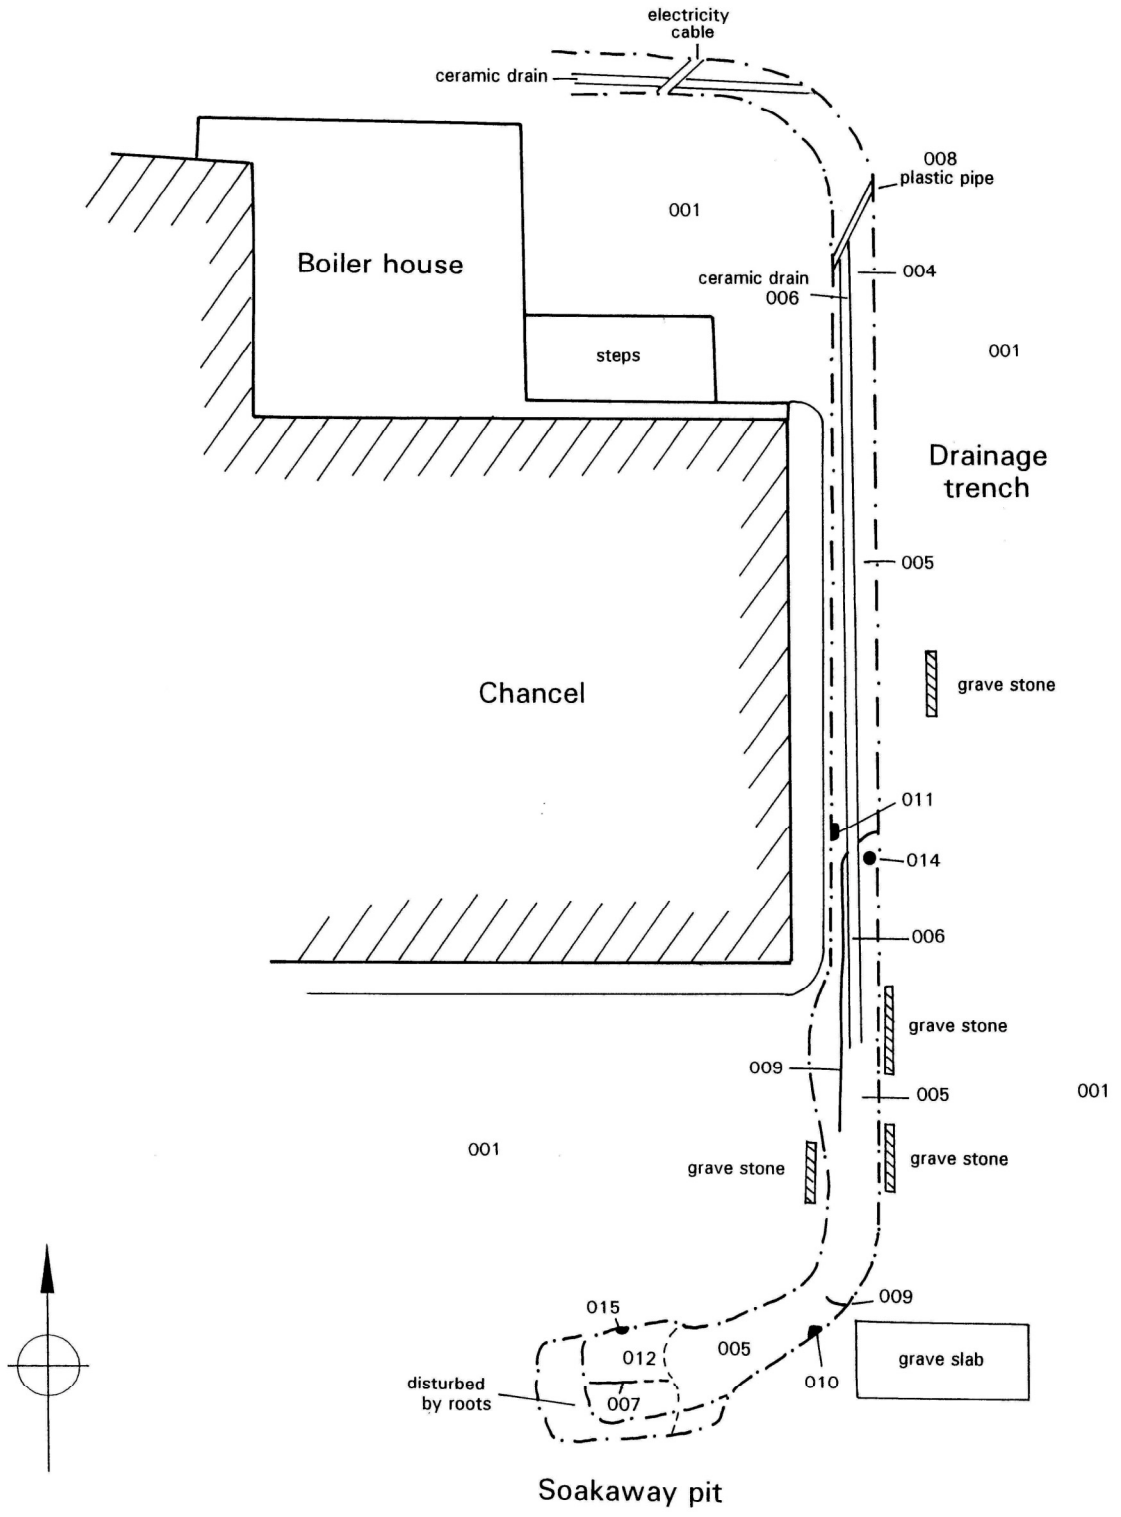 electricity
cable
ceramic drain
008
plastic pipe
001
Boiler house
004
ceramic drain
006
001
steps
Drainage
trench
005
Chancel
grave stone
011
014
006
grave stone
009
005
001
001
grave stone
grave stone
009
015
005
012
grave slab
010
disturbed
by roots
007
Soakaway pit